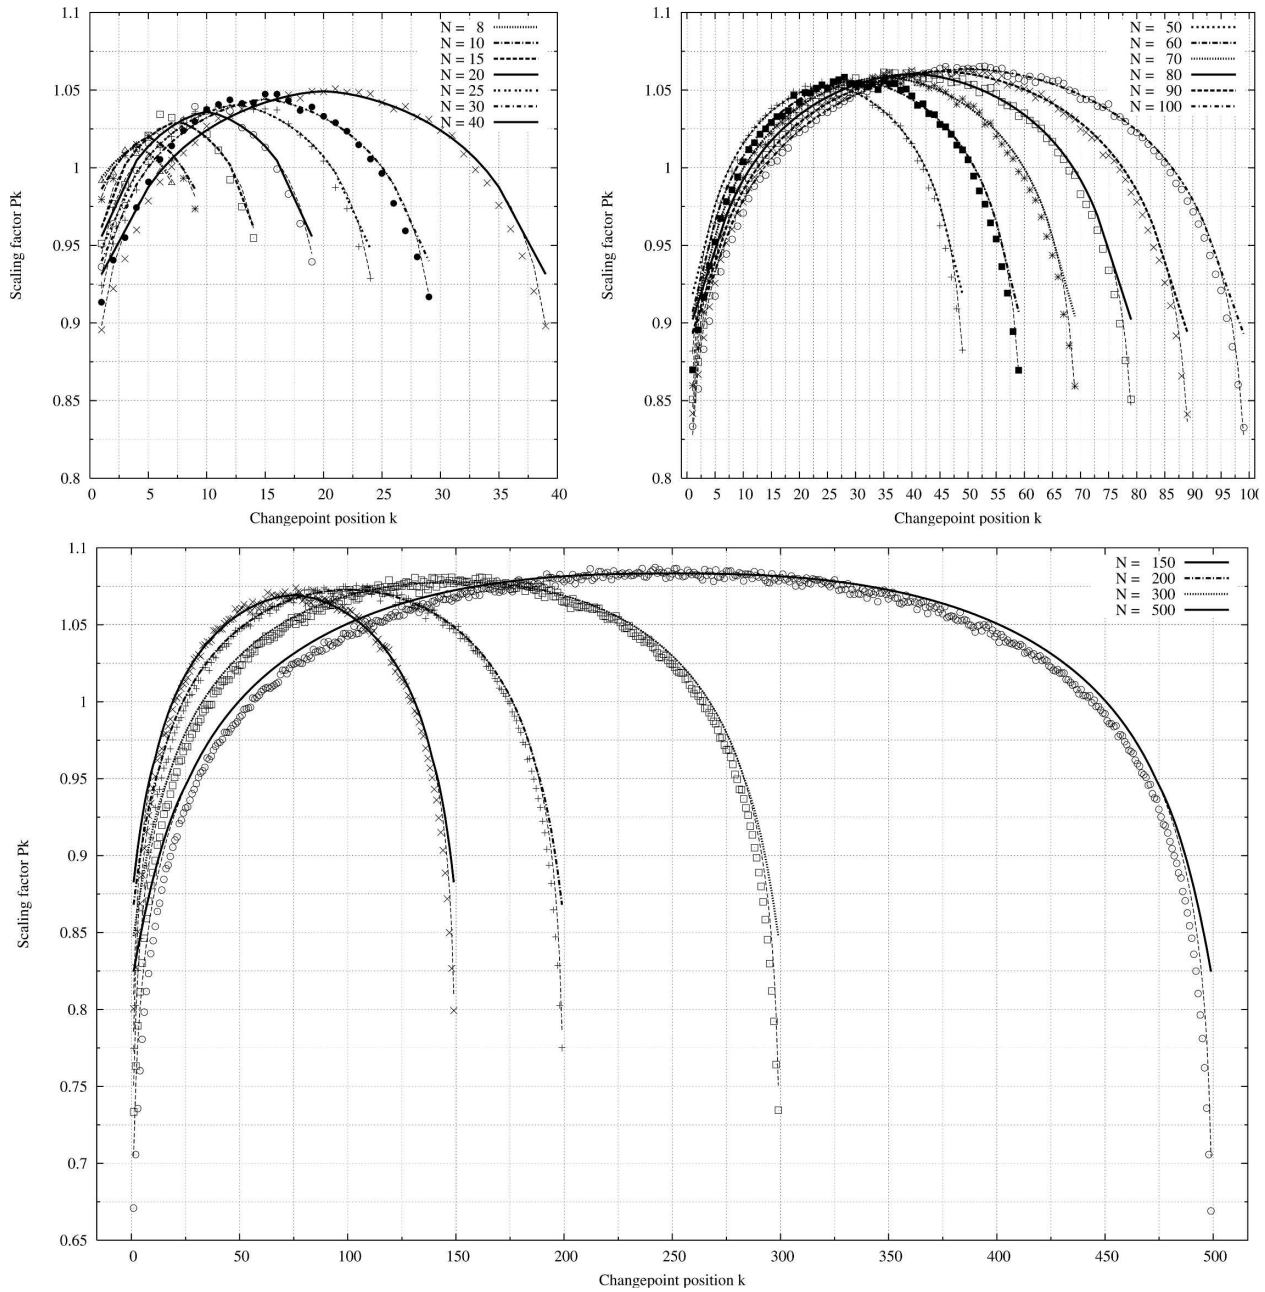 1.1
1.05
1
0.95
0.9
0.85
0.8
Scaling factor Pk
0 5 10 15 20 25 30 35 40
Changepoint position k
N = 8
N = 10
N = 15
N = 20
N = 25
N = 30
N = 40
1.1
1.05
1
0.95
0.9
0.85
0.8
Scaling factor Pk
0 5 10 15 20 25 30 35 40 45 50 55 60 65 70 75 80 85 90 95 100
Changepoint position k
N = 50
N = 60
N = 70
N = 80
N = 90
N = 100
1.1
1.05
1
0.95
0.9
0.85
0.8
0.75
0.7
0.65
Scaling factor Pk
0 50 100 150 200 250 300 350 400 450 500
Changepoint position k
N = 150
N = 200
N = 300
N = 500